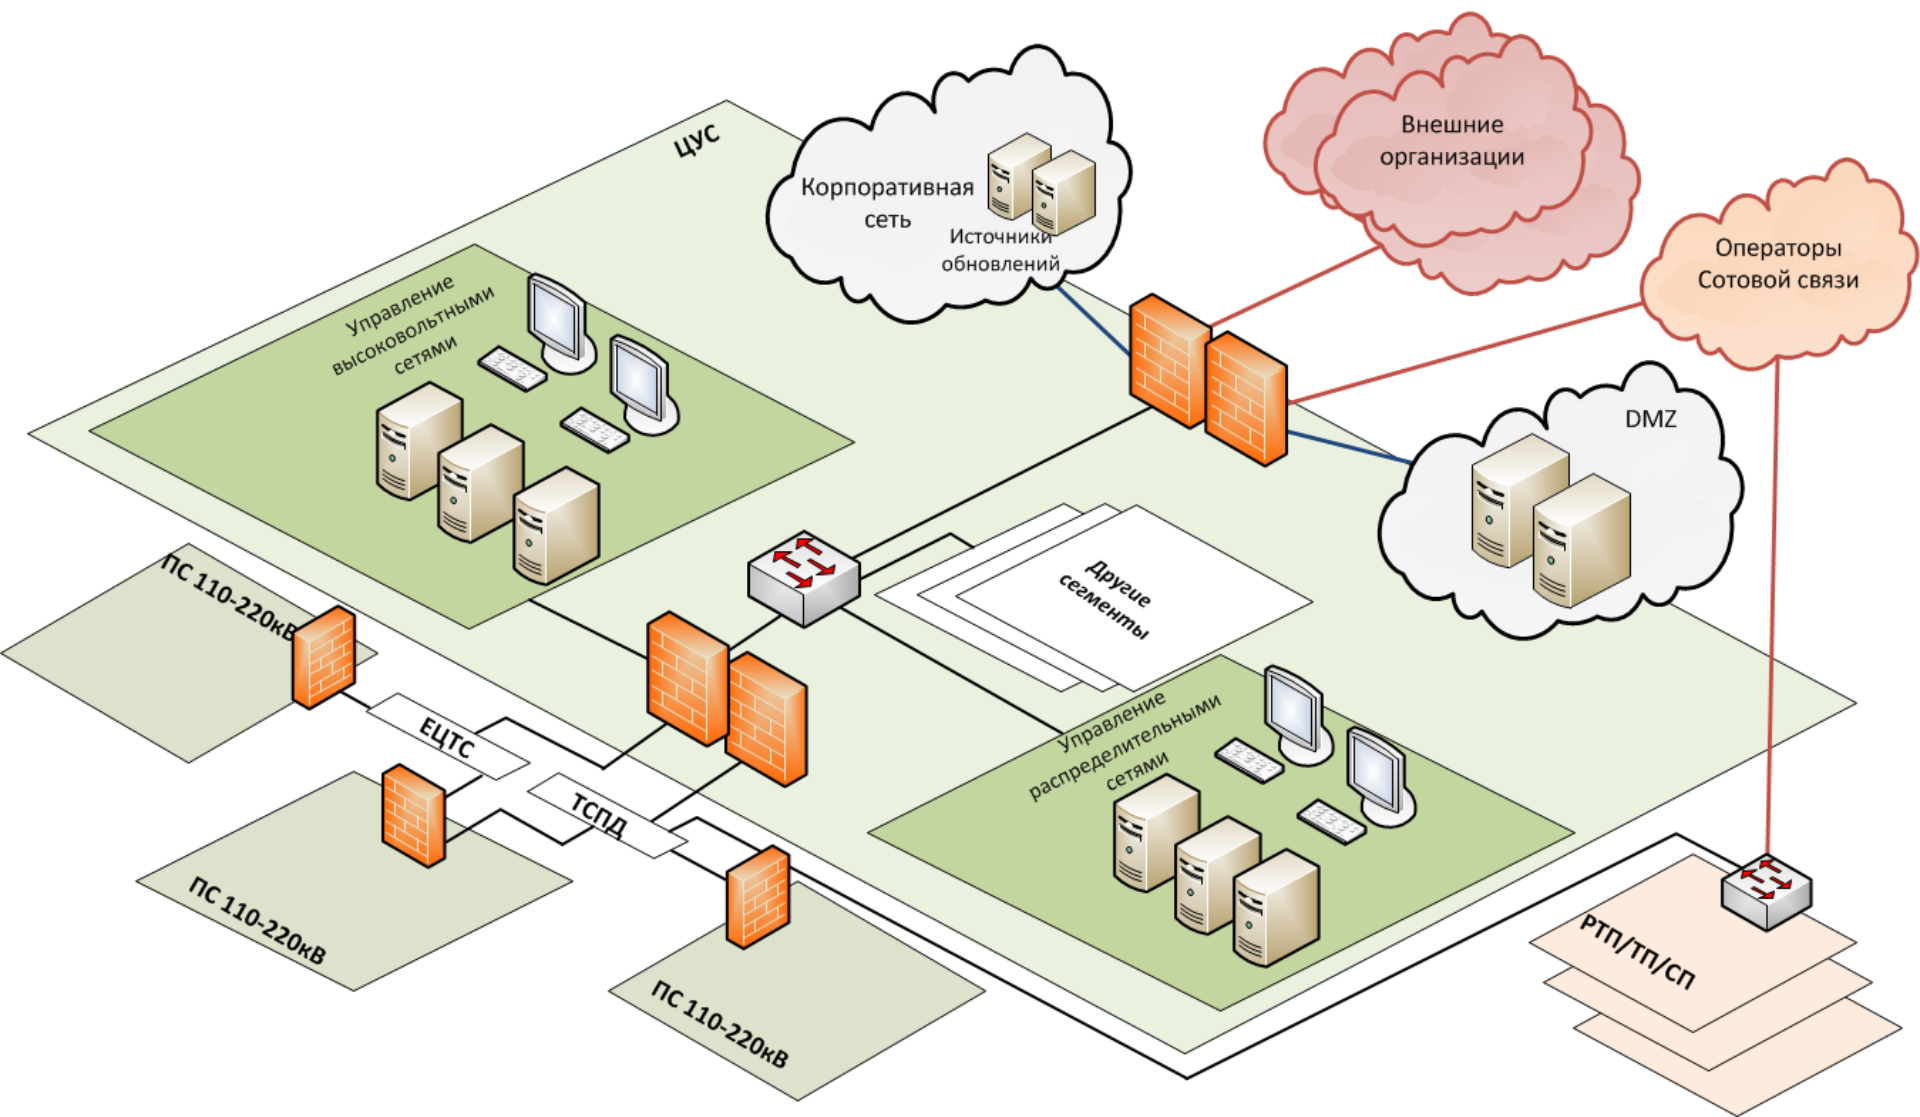 ЦУС
Корпоративная
сеть
Источники
обновлений
Внешние
организации
Операторы
Сотовой связи
DMZ
Управление
высоковольтными
сетями
Другие
сегменты
Управление
распределительными
сетями
ПС 110-220кВ
ЕЦТС
ТСПД
ПС 110-220кВ
ПС 110-220кВ
РТП/ТП/СП